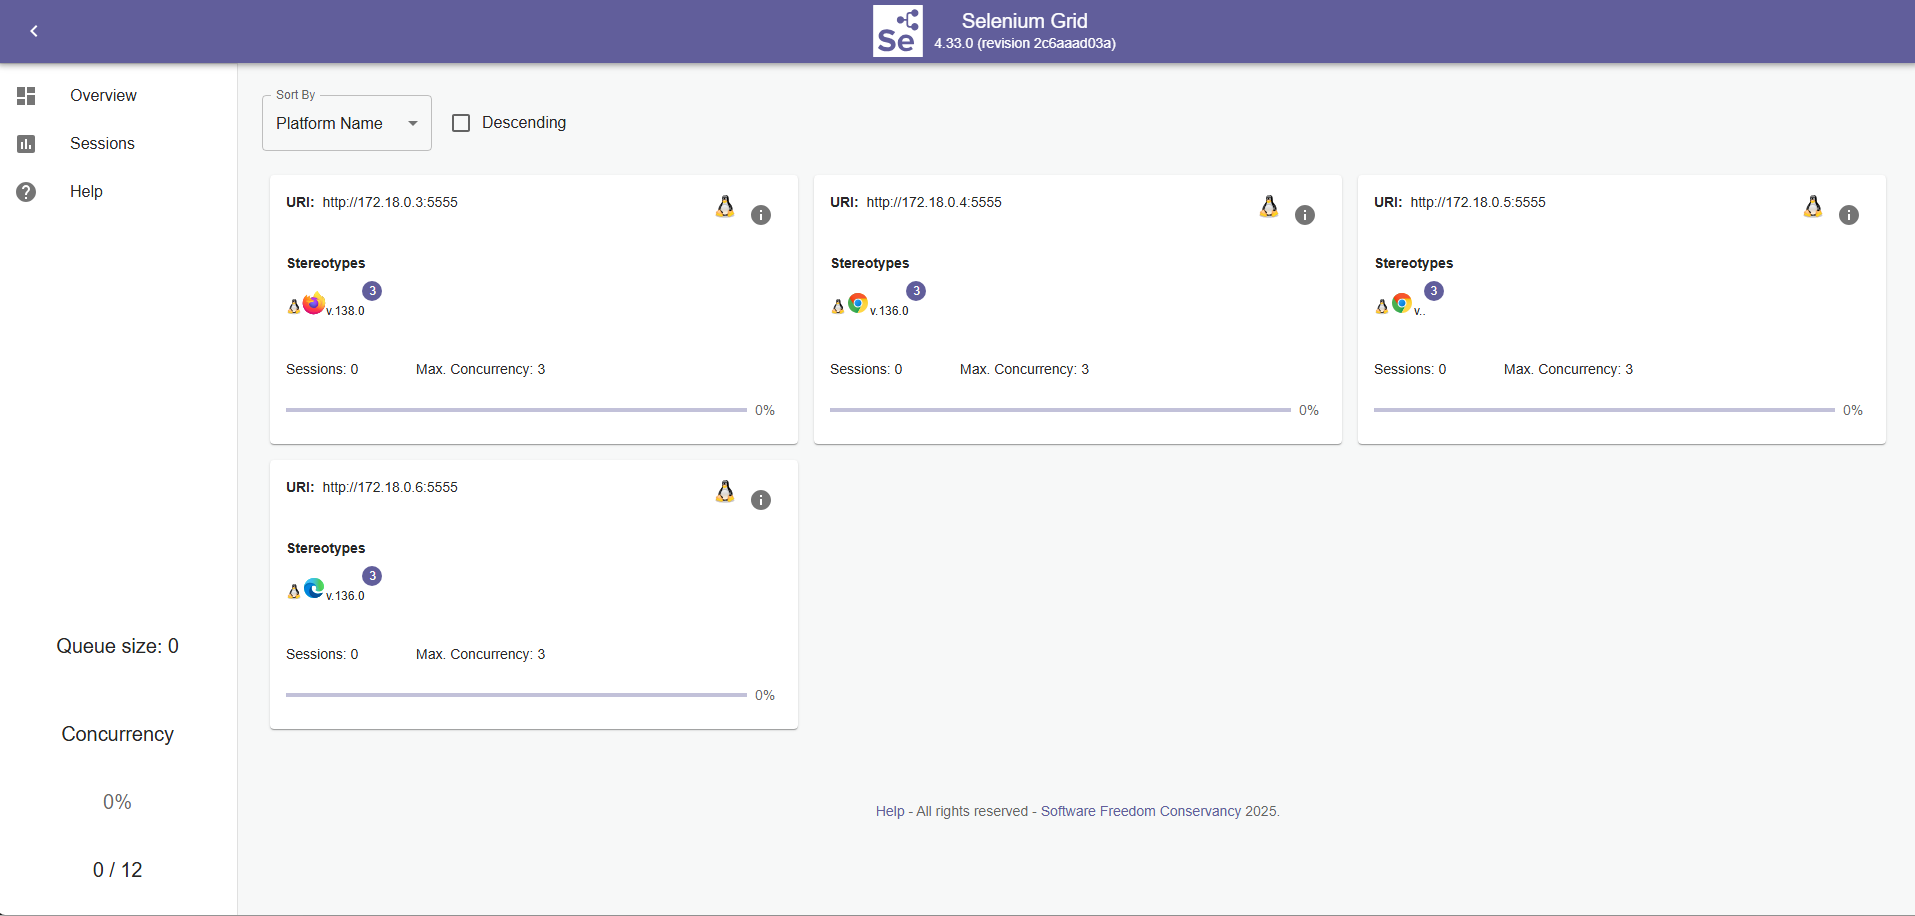 Se
Selenium Grid
4.33.0 (revision 2c6aaad03a)
Overview
Sessions
Help
Queue size: 0
Concurrency
0%
0 / 12
Sort By
Platform Name
Descending
URI: http://172.18.0.3:5555
Stereotypes
3
v.138.0
Sessions: 0 Max. Concurrency: 3
0%
URI: http://172.18.0.4:5555
Stereotypes
3
v.136.0
Sessions: 0 Max. Concurrency: 3
0%
URI: http://172.18.0.5:5555
Stereotypes
3
v..
Sessions: 0 Max. Concurrency: 3
0%
URI: http://172.18.0.6:5555
Stereotypes
3
v.136.0
Sessions: 0 Max. Concurrency: 3
0%
Help - All rights reserved - Software Freedom Conservancy 2025.